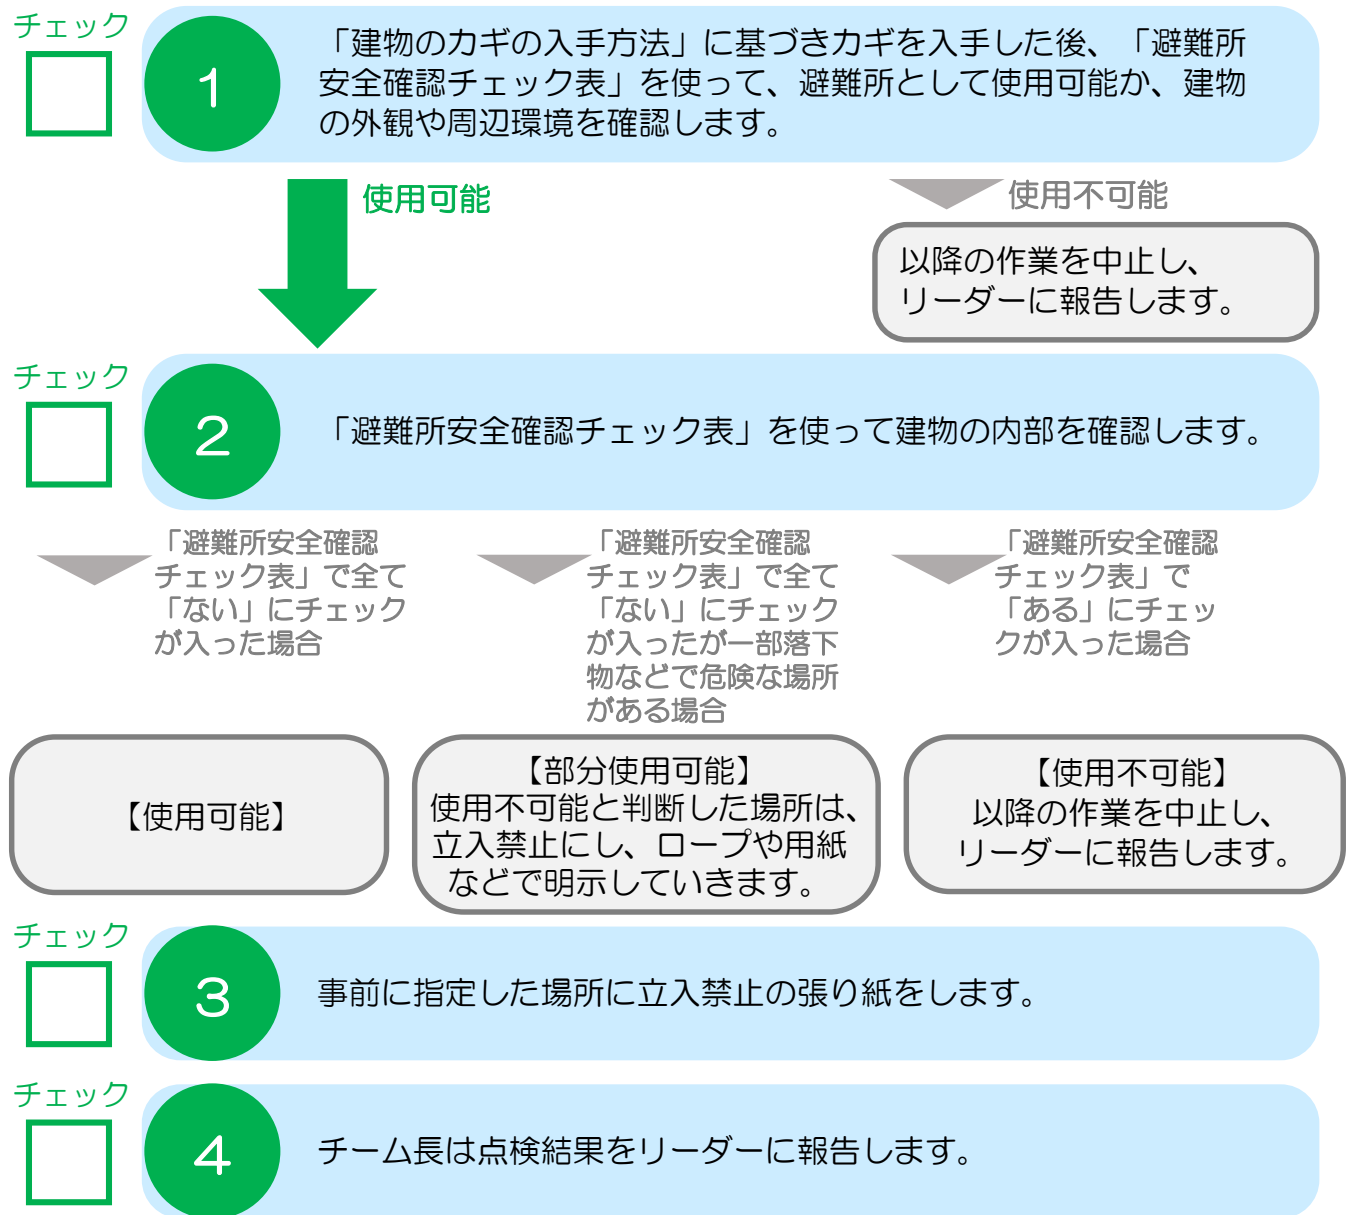 チェック
1
「建物のカギの入手方法」に基づきカギを入手した後、「避難所
安全確認チェック表」を使って、避難所として使用可能か、建物
の外観や周辺環境を確認します。
使用可能
使用不可能
以降の作業を中止し、
リーダーに報告します。
チェック
2
「避難所安全確認チェック表」を使って建物の内部を確認します。
「避難所安全確認
チェック表」で全て
「ない」にチェック
が入った場合
「避難所安全確認
チェック表」で全て
「ない」にチェック
が入ったが一部落下
物などで危険な場所
がある場合
「避難所安全確認
チェック表」で
「ある」にチェッ
クが入った場合
【使用可能】
【部分使用可能】
使用不可能と判断した場所は、
立入禁止にし、ロープや用紙
などで明示していきます。
【使用不可能】
以降の作業を中止し、
リーダーに報告します。
チェック
3
事前に指定した場所に立入禁止の張り紙をします。
チェック
4
チーム長は点検結果をリーダーに報告します。